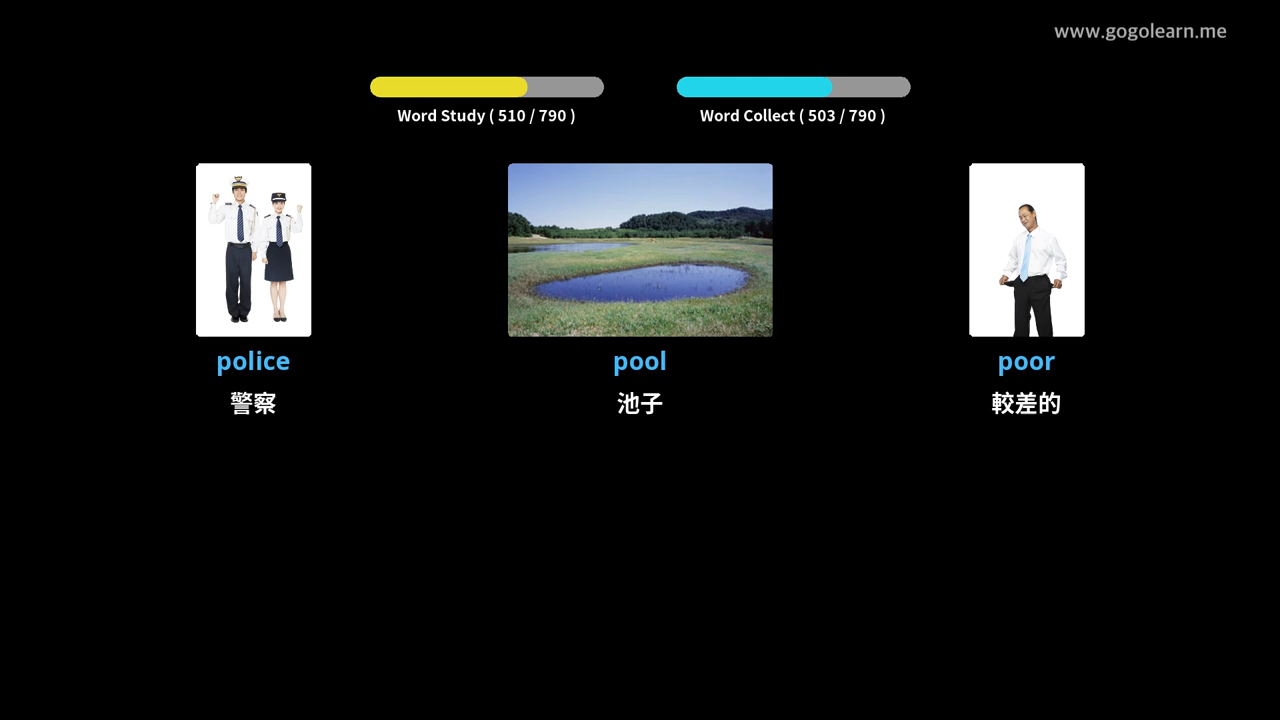 www.gogolearn.me
Word Study ( 510 / 790 )
Word Collect ( 503 / 790 )
police
pool
poor
警察
池子
較差的